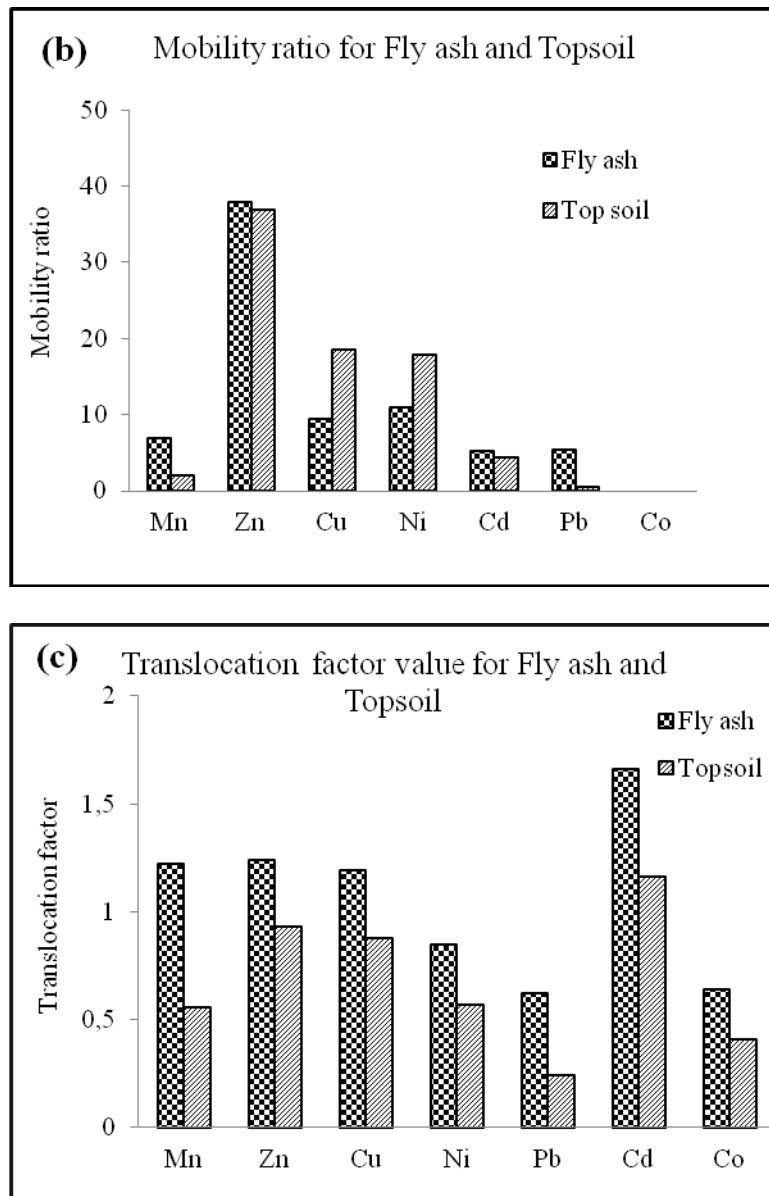 (b) Mobility ratio for Fly ash and Topsoil
50
40
30
20
10
0
Mobility ratio
Fly ash
Top soil
Mn Zn Cu Ni Cd Pb Co
(c) Translocation factor value for Fly ash and
Topsoil
2
1,5
1
0,5
0
Translocation factor
Fly ash
Topsoil
Mn Zn Cu Ni Pb Cd Co